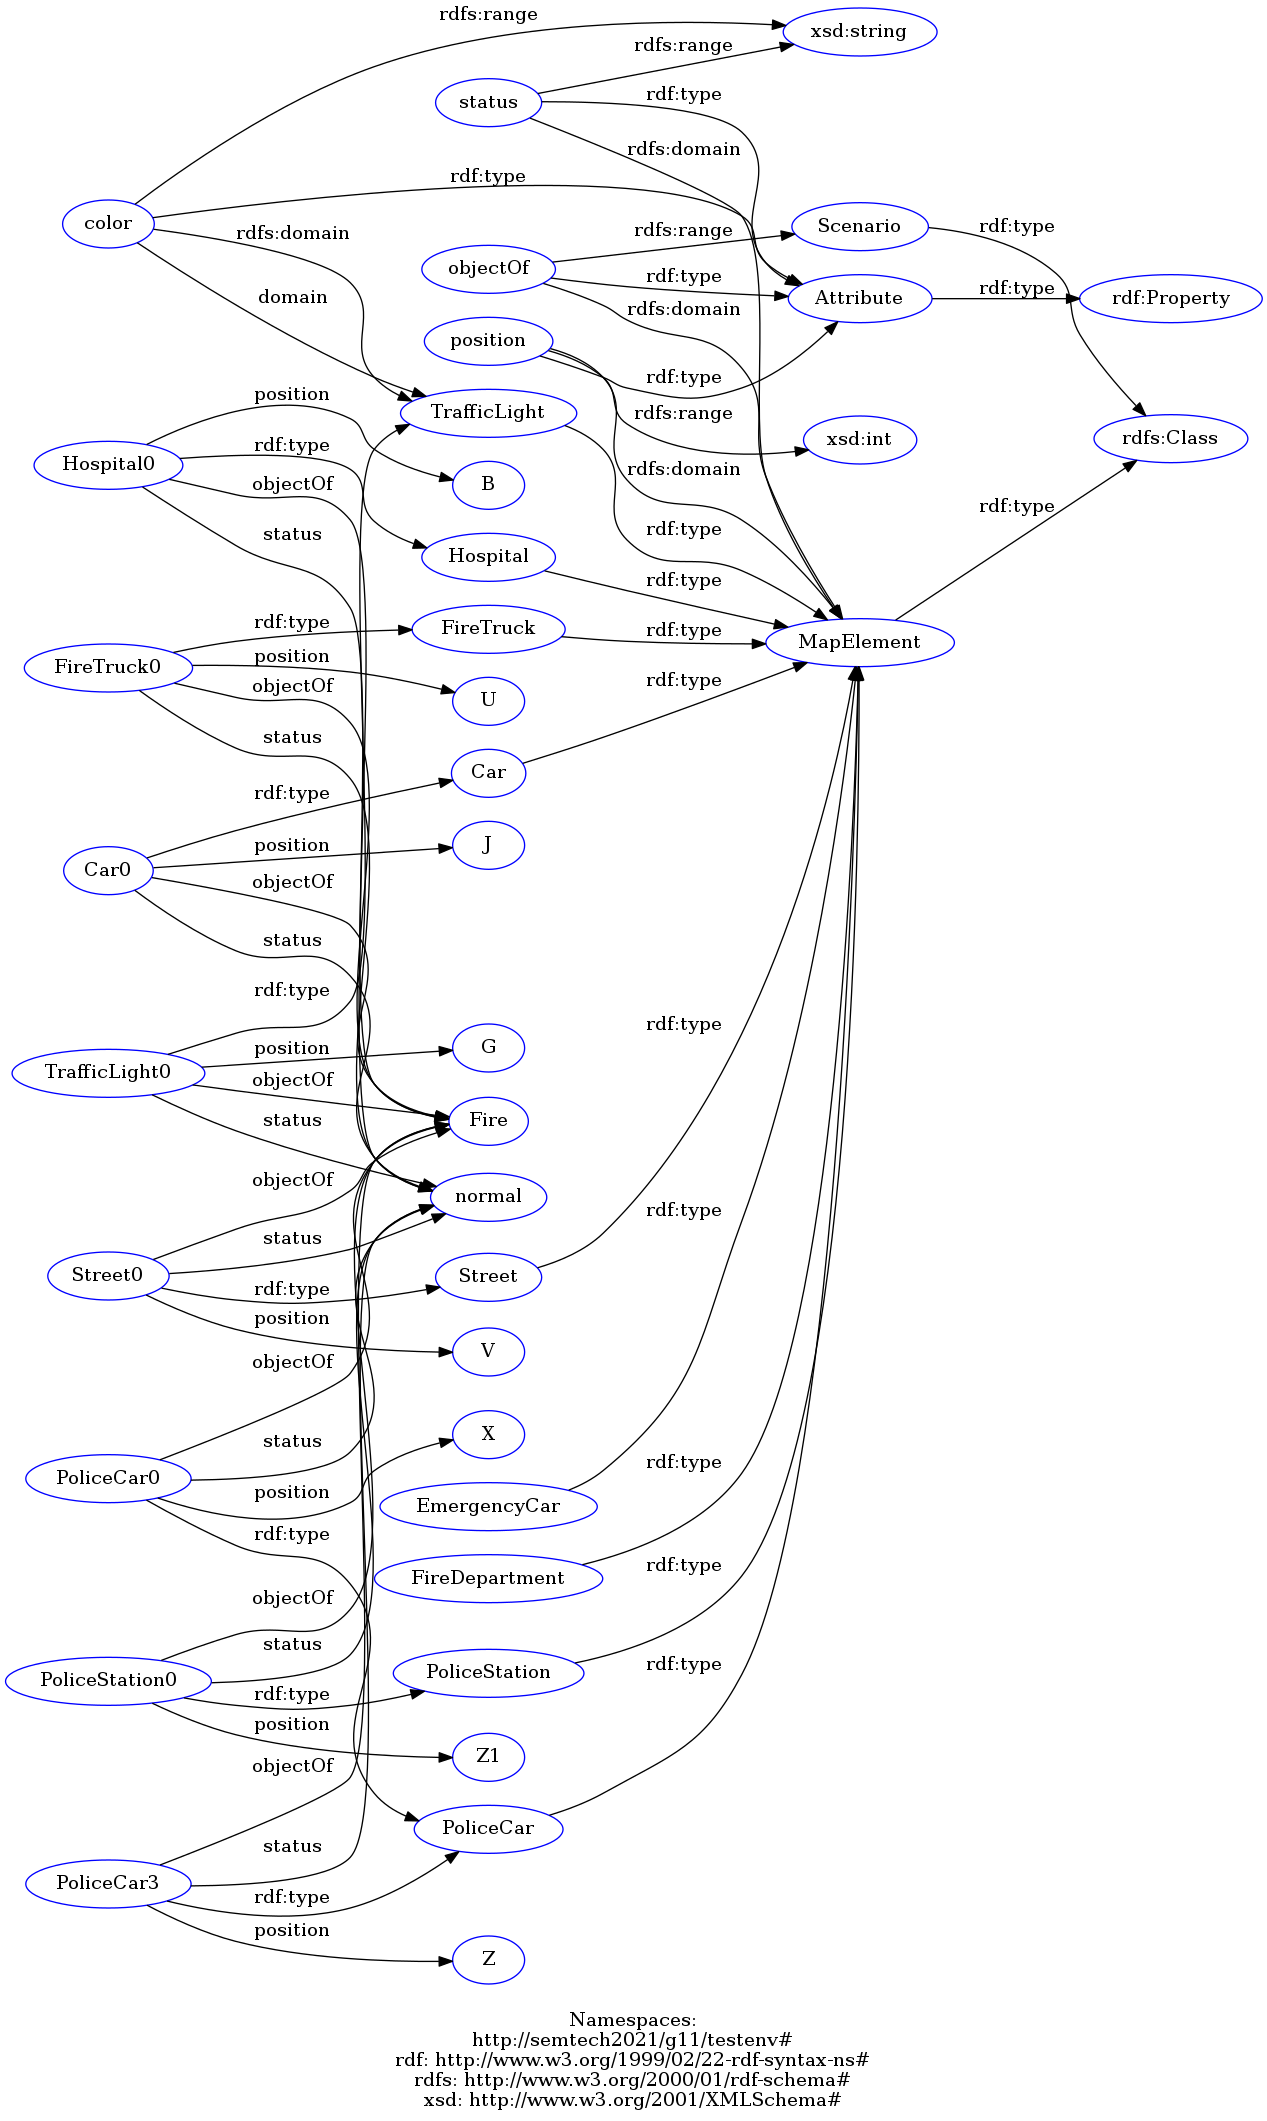 rdfs:range
xsd:string
rdfs:range
status
rdf:type
rdfs:domain
rdf:type
color
rdfs:domain
rdfs:range
Scenario
rdf:type
objectOf
rdf:type
domain
rdfs:domain
Attribute
rdf:type
rdf:Property
position
rdf:type
position
TrafficLight
rdfs:range
rdf:type
xsd:int
rdfs:Class
Hospital0
rdfs:domain
objectOf
B
rdf:type
status
rdf:type
Hospital
rdf:type
rdf:type
FireTruck
rdf:type
MapElement
position
FireTruck0
objectOf
rdf:type
U
status
Car
rdf:type
position
J
Car0
objectOf
status
rdf:type
rdf:type
position
G
TrafficLight0
objectOf
status
Fire
objectOf
normal
rdf:type
status
Street0
Street
rdf:type
position
V
objectOf
X
status
rdf:type
PoliceCar0
position
EmergencyCar
rdf:type
rdf:type
FireDepartment
objectOf
status
rdf:type
PoliceStation0
PoliceStation
rdf:type
position
Z1
objectOf
PoliceCar
status
PoliceCar3
rdf:type
position
Z
Namespaces:
http://semtech2021/g11/testenv#
rdf: http://www.w3.org/1999/02/22-rdf-syntax-ns#
rdfs: http://www.w3.org/2000/01/rdf-schema#
xsd: http://www.w3.org/2001/XMLSchema#